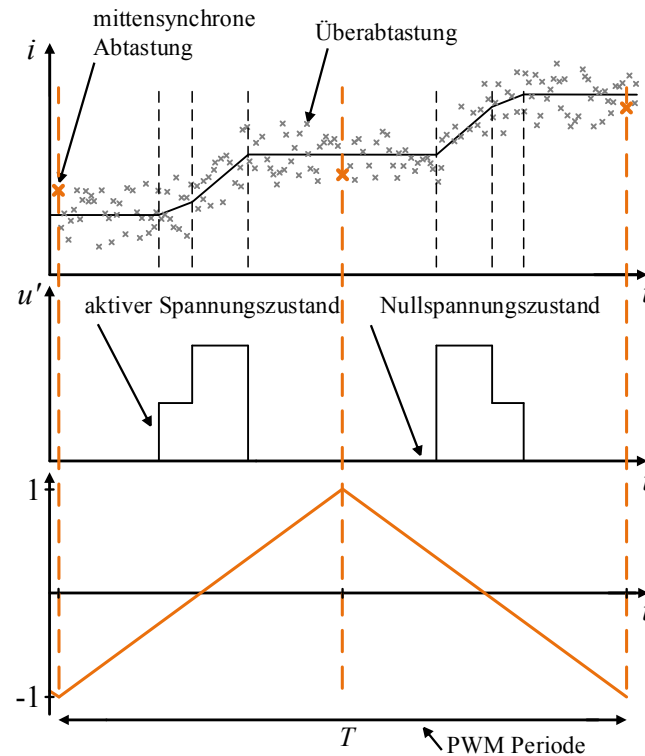 mittensynchrone
Abtastung
Überabtastung
i
t
u'
aktiver Spannungszustand
Nullspannungszustand
t
1
t
-1
T
PWM Periode